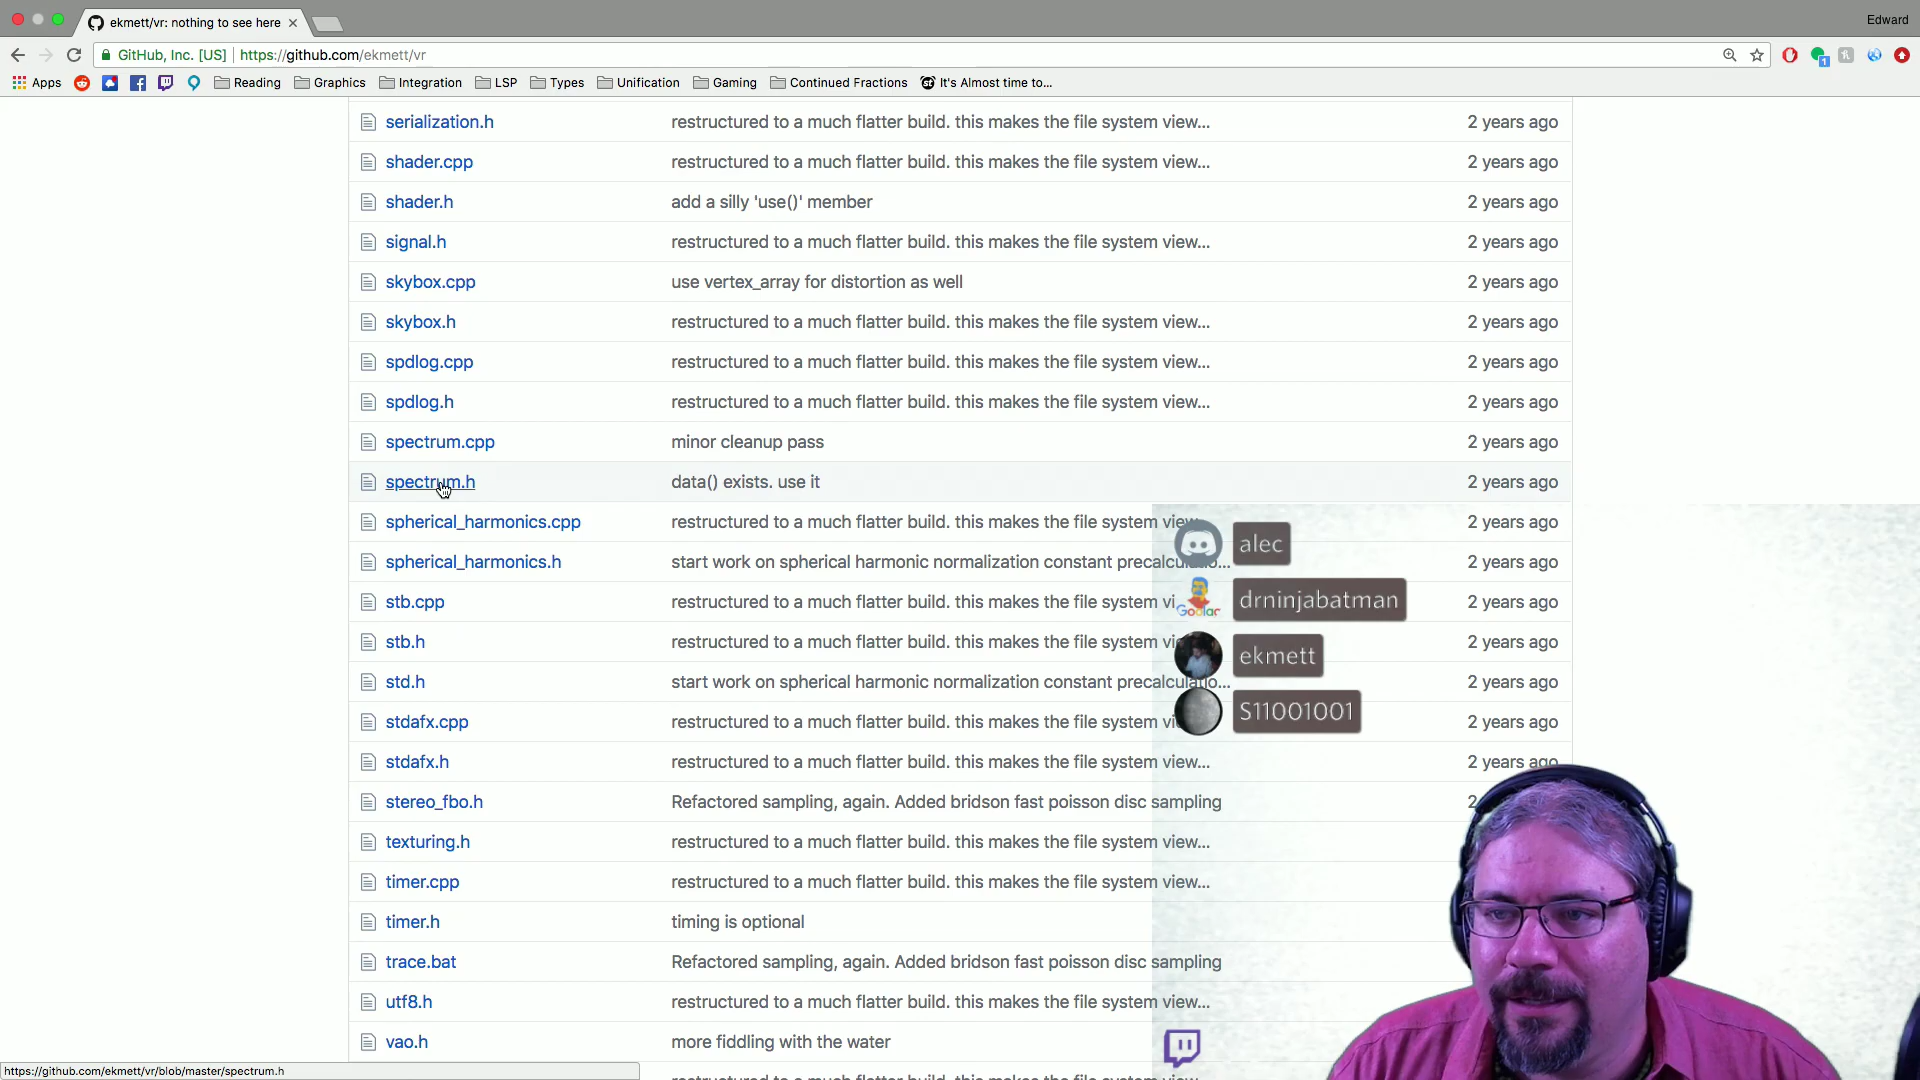 ekmett/vr: nothing to see here
Edward
GitHub, Inc. [US] https://github.com/ekmett/vr
Apps Reading Graphics Integration LSP Types Unification Gaming Continued Fractions It's Almost time to...
serialization.h restructured to a much flatter build. this makes the file system view... 2 years ago
shader.cpp restructured to a much flatter build. this makes the file system view... 2 years ago
shader.h add a silly 'use()' member 2 years ago
signal.h restructured to a much flatter build. this makes the file system view... 2 years ago
skybox.cpp use vertex_array for distortion as well 2 years ago
skybox.h restructured to a much flatter build. this makes the file system view... 2 years ago
spdlog.cpp restructured to a much flatter build. this makes the file system view... 2 years ago
spdlog.h restructured to a much flatter build. this makes the file system view... 2 years ago
spectrum.cpp minor cleanup pass 2 years ago
spectrum.h data() exists. use it 2 years ago
spherical_harmonics.cpp restructured to a much flatter build. this makes the file system view... 2 years ago
alec
spherical_harmonics.h start work on spherical harmonic normalization constant precalculatio... 2 years ago
stb.cpp restructured to a much flatter build. this makes the file system 2 years ago
Goolac drninjabatman
stb.h restructured to a much flatter build. this makes the file system 2 years ago
ekmett
std.h start work on spherical harmonic normalization constant precalculatio... 2 years ago
S11001001
stdafx.cpp restructured to a much flatter build. this makes the file system 2 years ago
stdafx.h restructured to a much flatter build. this makes the file system view... 2 years ago
stereo_fbo.h Refactored sampling, again. Added bridson fast poisson disc sampling 2
texturing.h restructured to a much flatter build. this makes the file system view...
timer.cpp restructured to a much flatter build. this makes the file system view...
timer.h timing is optional
trace.bat Refactored sampling, again. Added bridson fast poisson disc sampling
utf8.h restructured to a much flatter build. this makes the file system view...
vao.h more fiddling with the water
https://github.com/ekmett/vr/blob/master/spectrum.h